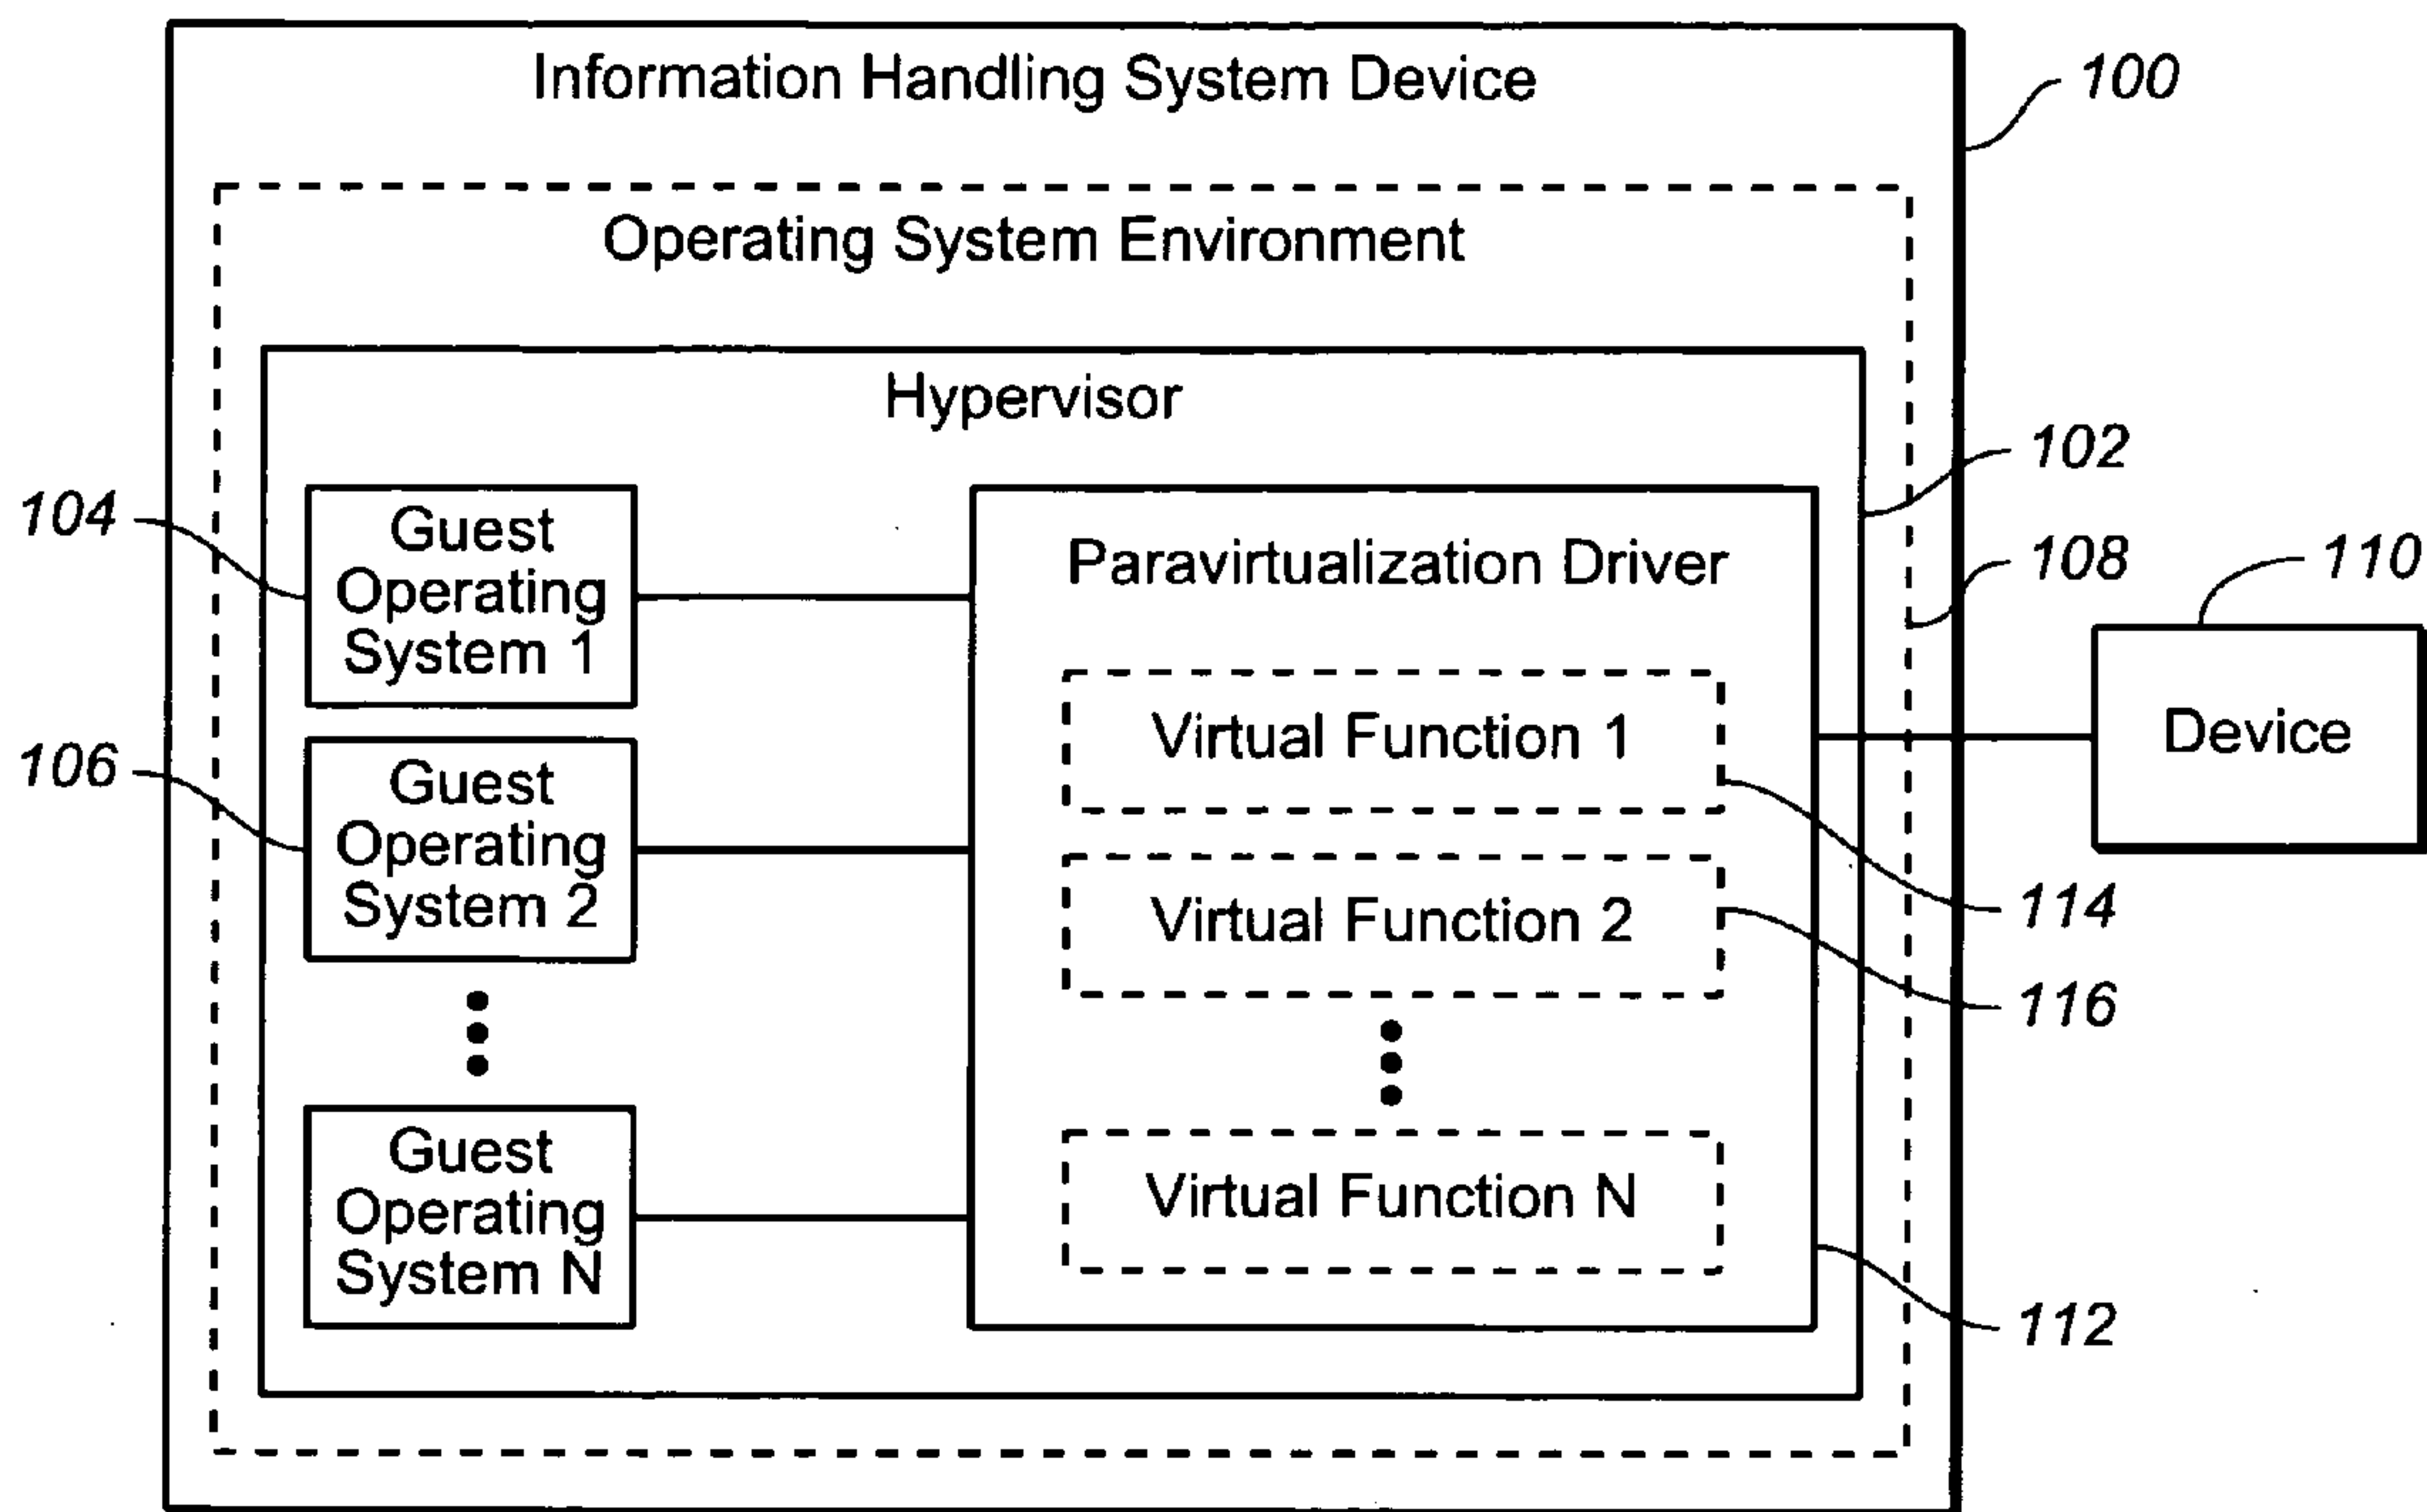 Information Handling System Device
100
Operating System Environment
Hypervisor
102
104
Guest
Operating
System 1
Paravirtualization Driver
108
110
Virtual Function 1
Device
106
Guest
Operating
System 2
114
Virtual Function 2
116
Guest
Operating
System N
Virtual Function N
112